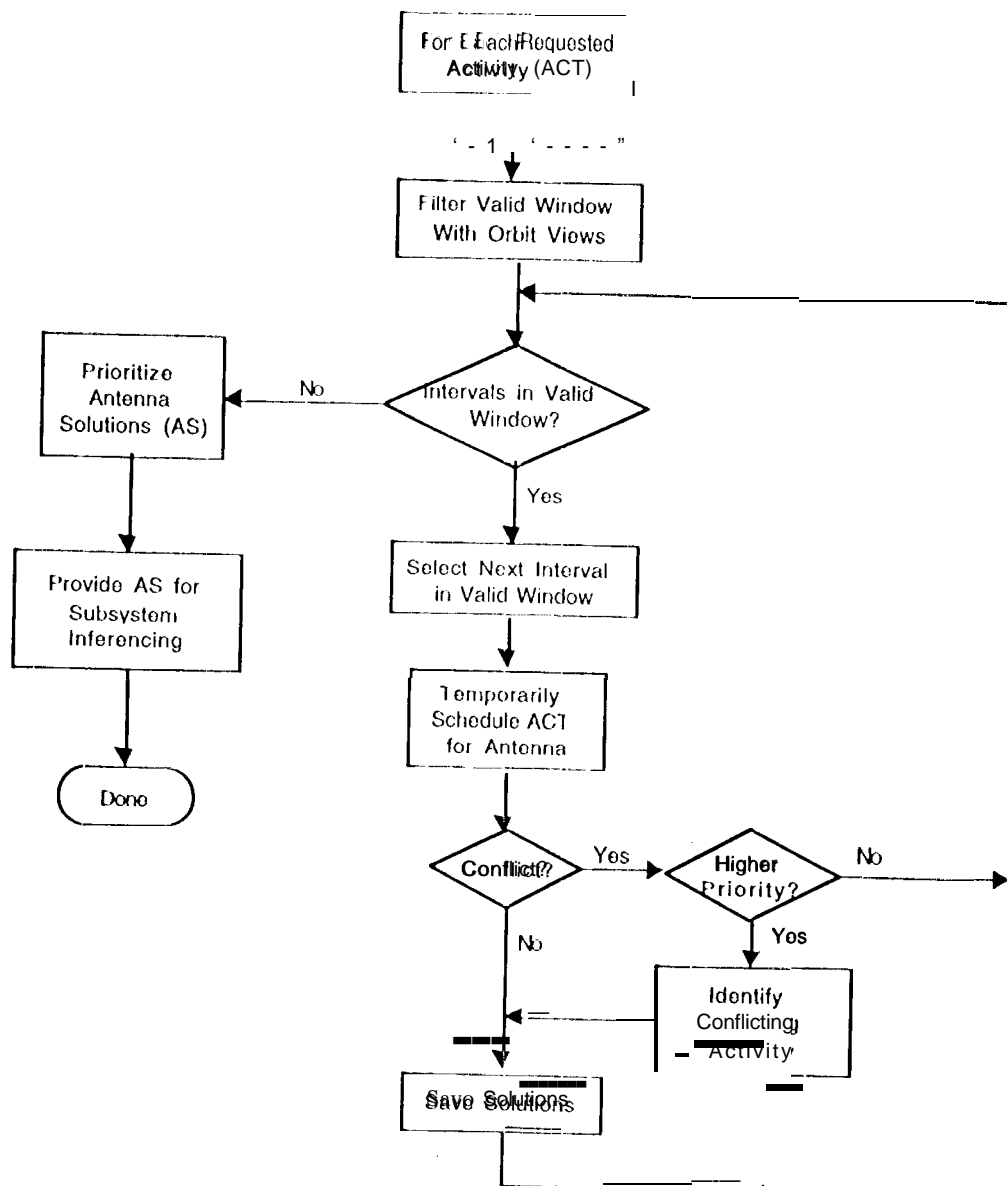 For Each Requested
Activity (ACT)
Filter Valid Window
With Orbit Views
Intervals in Valid
Window?
No
Yes
Prioritize
Antenna
Solutions (AS)
Provide AS for
Subsystem
Inferencing
Done
Select Next Interval
in Valid Window
Temporarily
Schedule ACT
for Antenna
Conflict?
Yes
No
Higher
Priority?
No
Yes
Identify
Conflicting
Activity
Save Solutions